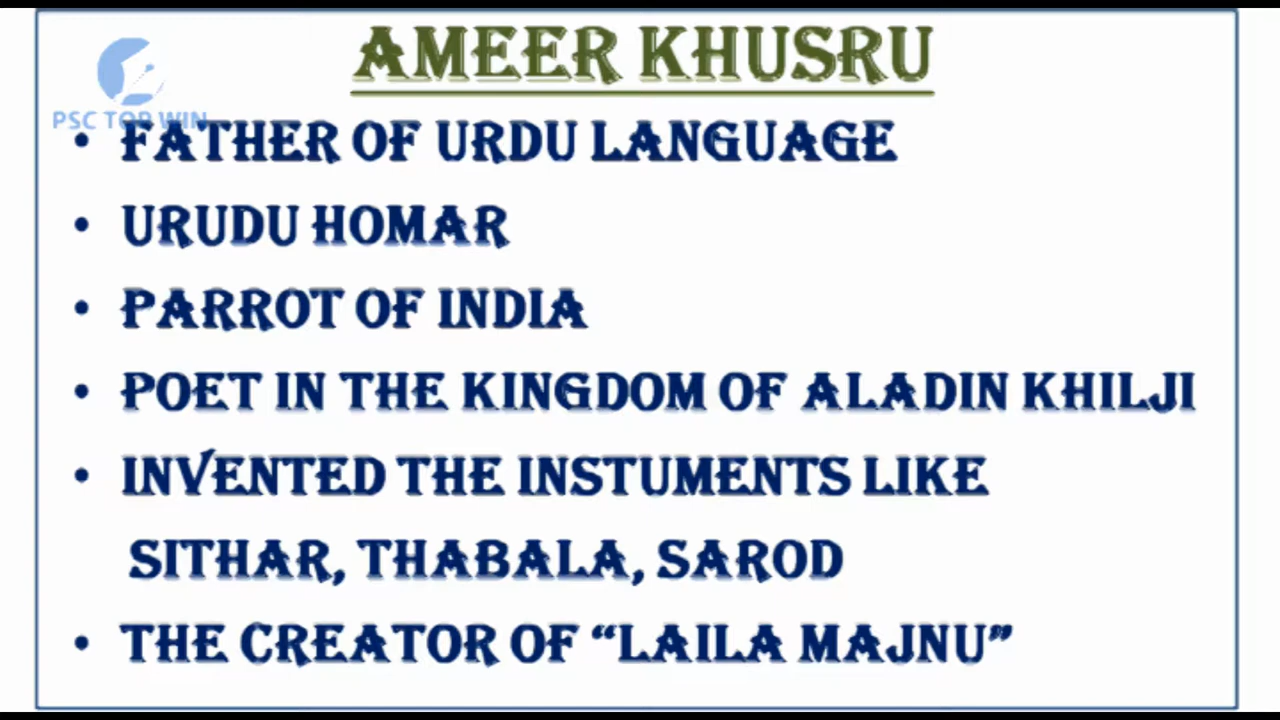 AMEER KHUSRU
PSC TOP WIN
• FATHER OF URDU LANGUAGE
• URUDU HOMAR
• PARROT OF INDIA
• POET IN THE KINGDOM OF ALADIN KHILJI
• INVENTED THE INSTUMENTS LIKE
SITHAR, THABALA, SAROD
• THE CREATOR OF “LAILA MAJNU”